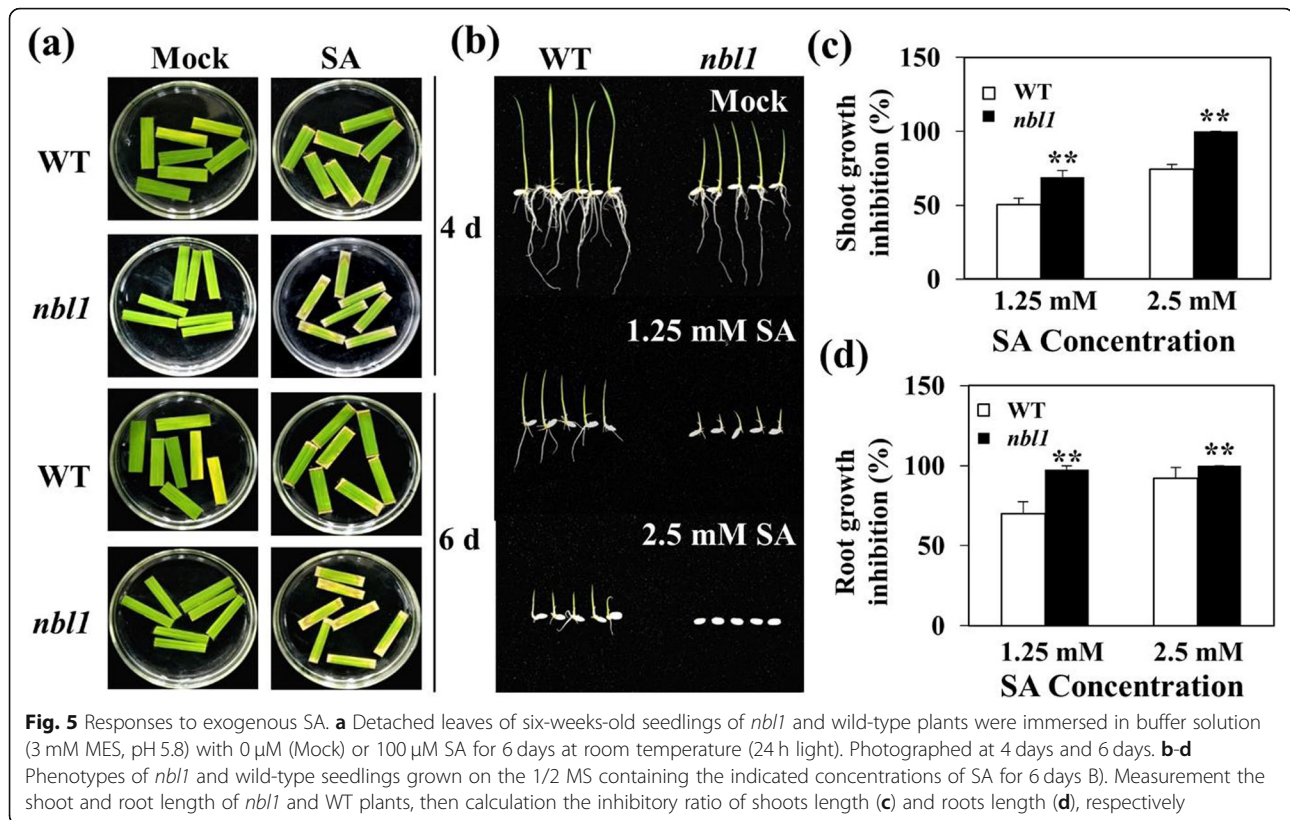 (a)
Mock SA
WT
nbl1
4 d
WT
nbl1
6 d
(b)
WT nbl1
Mock
1.25 mM SA
2.5 mM SA
(c)
150
100
50
0
Shoot growth
inhibition (%)
WT
nbl1
**
**
1.25 mM 2.5 mM
SA Concentration
(d)
150
100
50
0
Root growth
inhibition (%)
WT
nbl1
**
**
1.25 mM 2.5 mM
SA Concentration
Fig. 5 Responses to exogenous SA. a Detached leaves of six-weeks-old seedlings of nbl1 and wild-type plants were immersed in buffer solution
(3 mM MES, pH 5.8) with 0 μM (Mock) or 100 μM SA for 6 days at room temperature (24 h light). Photographed at 4 days and 6 days. b-d
Phenotypes of nbl1 and wild-type seedlings grown on the 1/2 MS containing the indicated concentrations of SA for 6 days B). Measurement the
shoot and root length of nbl1 and WT plants, then calculation the inhibitory ratio of shoots length (c) and roots length (d), respectively